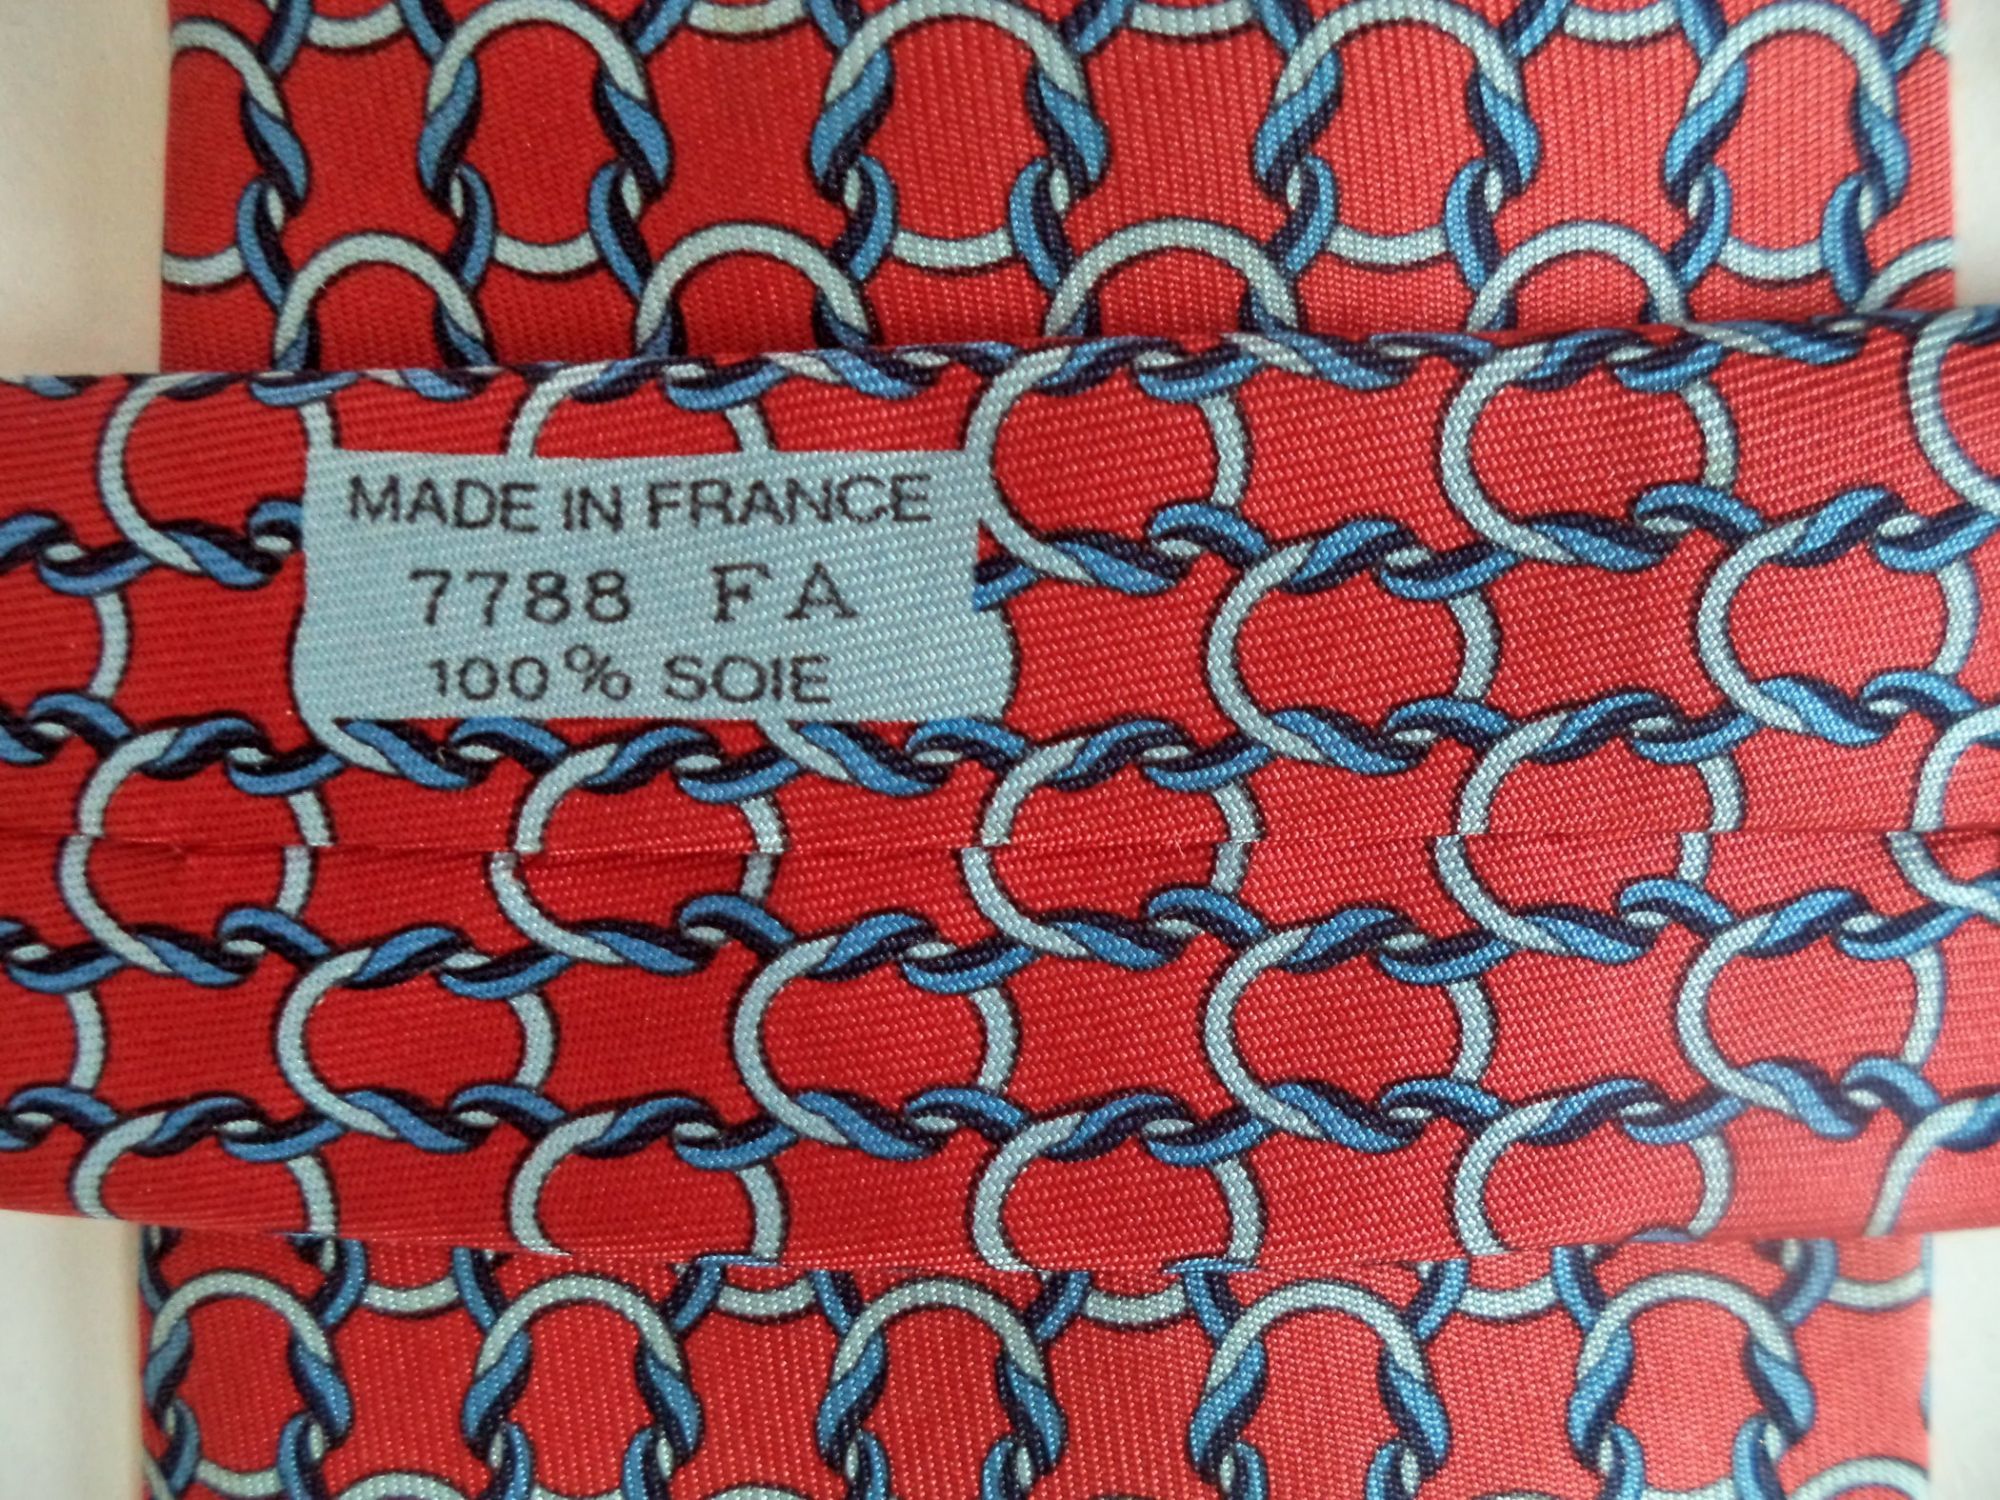 MADE IN FRANCE
7788 FA
100% SOIE